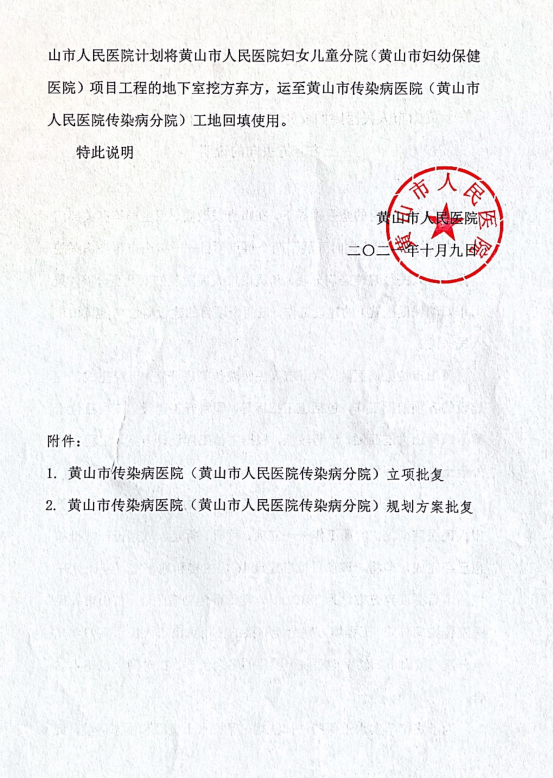 山市人民医院计划将黄山市人民医院妇女儿童分院（黄山市妇幼保健
医院）项目工程的地下室挖方弃方，运至黄山市传染病医院（黄山市
人民医院传染病分院）工地回填使用。
特此说明
黄山市人民医院
二〇二 年十月九日
黄山市人民医院
附件：
1. 黄山市传染病医院（黄山市人民医院传染病分院）立项批复
2. 黄山市传染病医院（黄山市人民医院传染病分院）规划方案批复